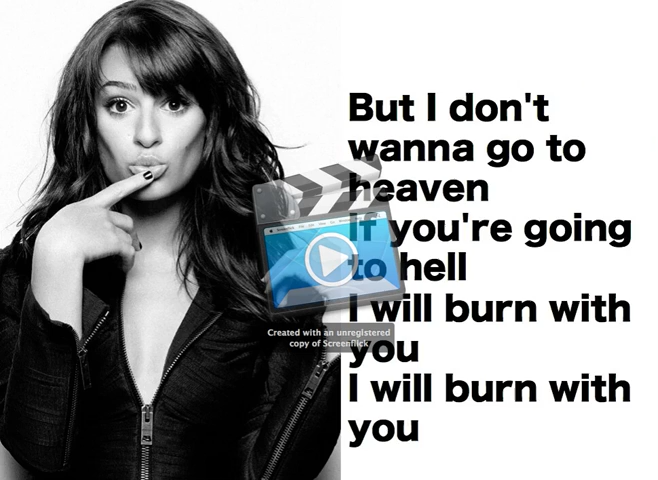 But I don't
wanna go to
heaven
If you're going
to hell
I will burn with
you
I will burn with
you
Created with an unregistered
copy of Screenflick